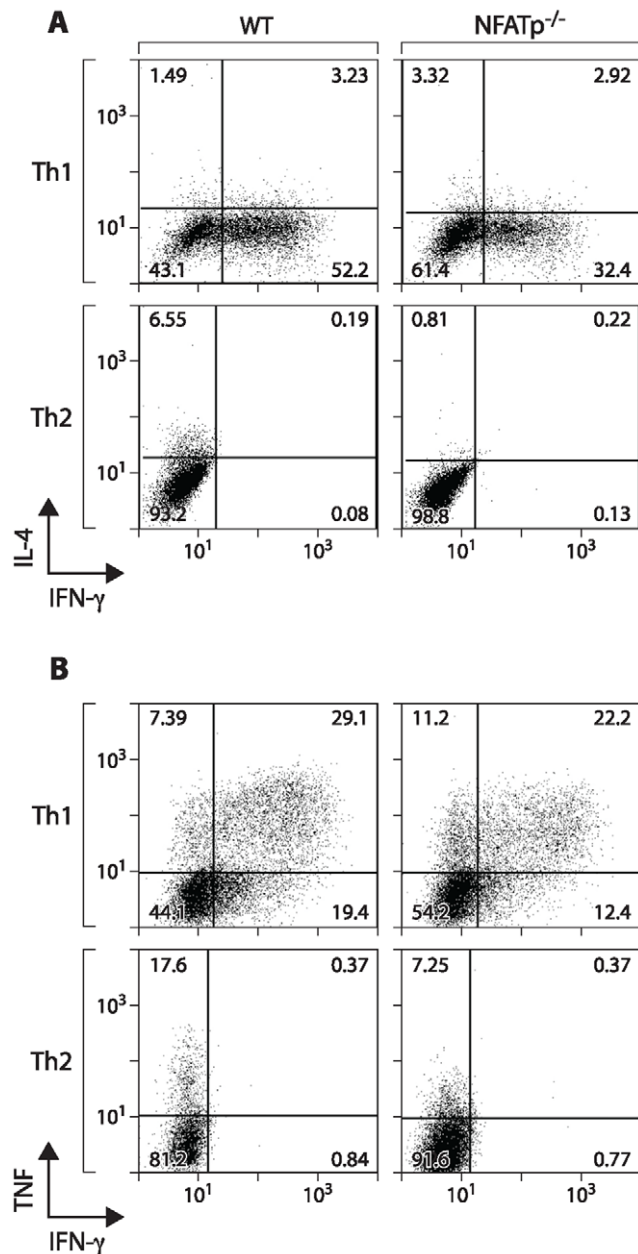 A
WT NFATp-/-
1.49 3.23 3.32 2.92
10³
Th1
10¹
43.1 52.2 61.4 32.4
6.55 0.19 0.81 0.22
10³
Th2
10¹
93.2 0.08 98.8 0.13
IL-4
10¹ 10³ 10¹ 10³
IFN-γ
B
7.39 29.1 11.2 22.2
10³
Th1
10¹
44.1 19.4 54.2 12.4
17.6 0.37 7.25 0.37
10³
Th2
10¹
81.2 0.84 91.6 0.77
TNF
10¹ 10³ 10¹ 10³
IFN-γ